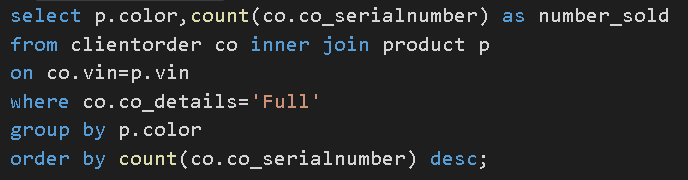 select p.color,count(co.co_serialnumber) as number_sold
from clientorder co inner join product p
on co.vin=p.vin
where co.co_details='Full'
group by p.color
order by count(co.co_serialnumber) desc;